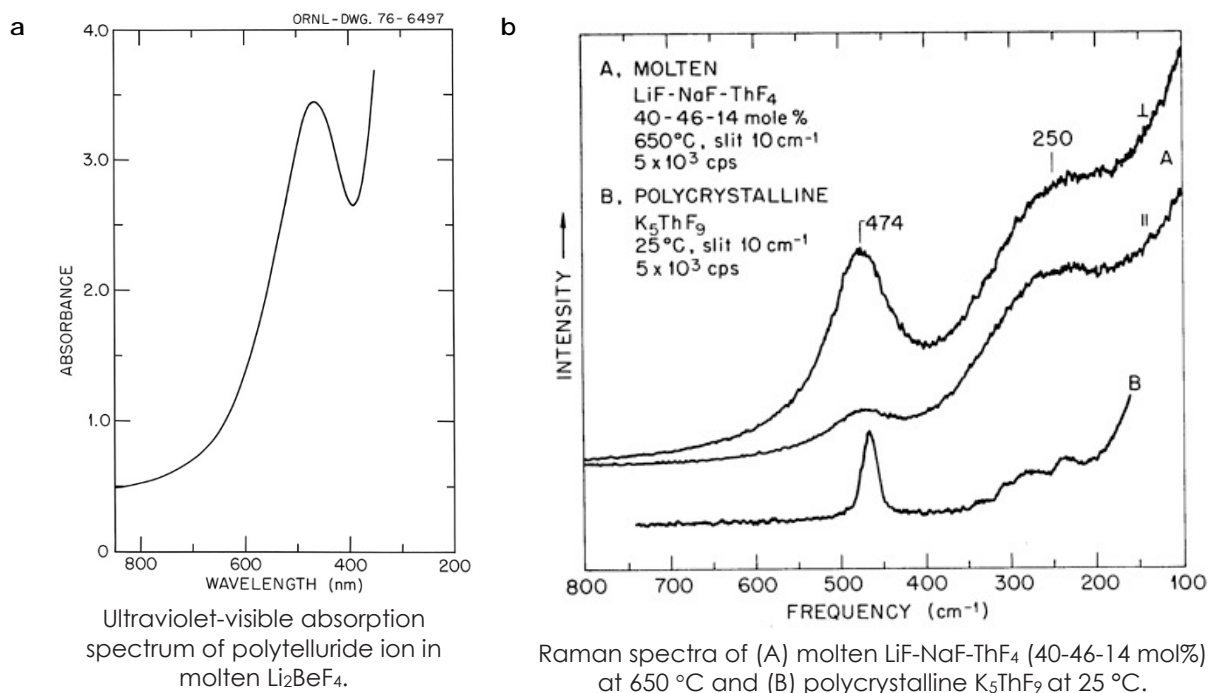 a
ORNL-DWG. 76-6497
4.0
3.0
2.0
1.0
0
ABSORBANCE
800 600 400 200
WAVELENGTH (nm)
Ultraviolet-visible absorption
spectrum of polytelluride ion in
molten Li₂BeF₄.
b
A, MOLTEN
LiF-NaF-ThF₄
40-46-14 mole %
650°C, slit 10 cm⁻¹
5 x 10³ cps
B, POLYCRYSTALLINE
K₅ThF₉
25°C, slit 10 cm⁻¹
5 x 10³ cps
474
250
⊥
A
||
B
INTENSITY
800 700 600 500 400 300 200 100
FREQUENCY (cm⁻¹)
Raman spectra of (A) molten LiF-NaF-ThF₄ (40-46-14 mol%)
at 650 °C and (B) polycrystalline K₅ThF₉ at 25 °C.